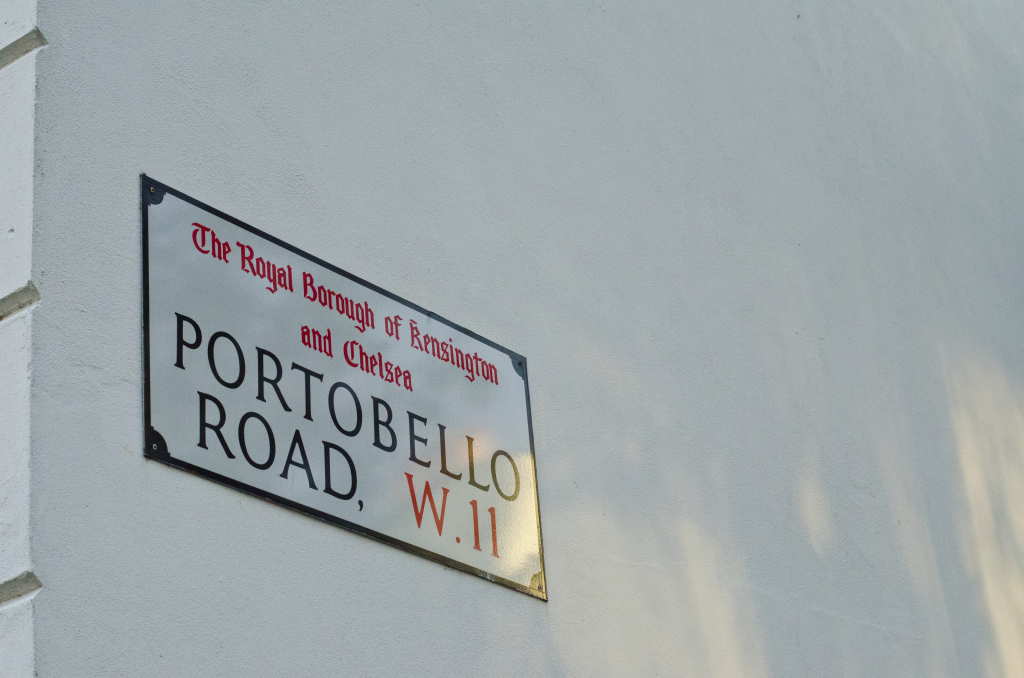 The Royal Borough of Kensington
and Chelsea
PORTOBELLO
ROAD, W.11